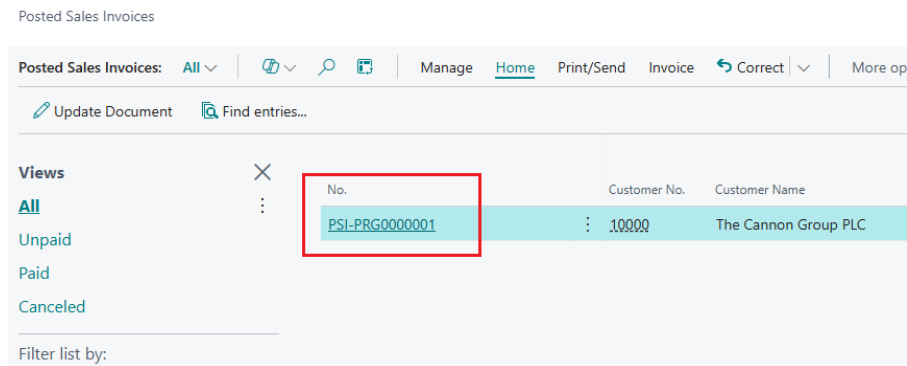 Posted Sales Invoices
Posted Sales Invoices: All Manage Home Print/Send Invoice Correct More op
Update Document Find entries...
Views
All
Unpaid
Paid
Canceled
Filter list by:
No. Customer No. Customer Name
PSI-PRG0000001 10000 The Cannon Group PLC